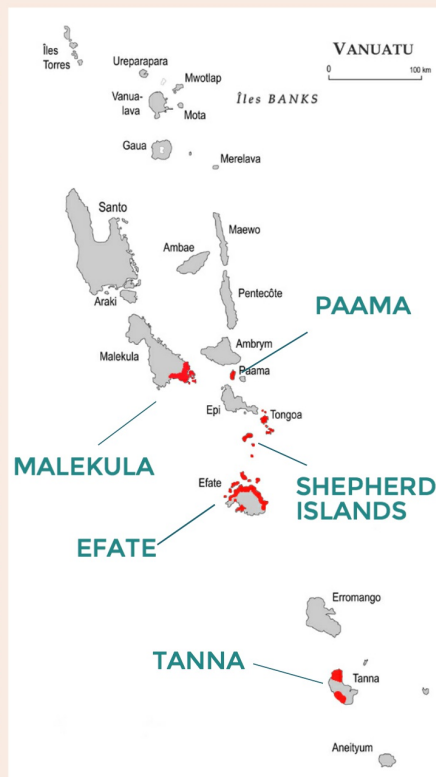 VANUATU
0 100 km
Îles
Torres
Ureparapara
Mwotlap
Vanua-
lava
Îles BANKS
Mota
Gaua
Merelava
Santo
Maewo
Ambae
Pentecôte
Araki
PAAMA
Malekula
Ambrym
Paama
Epi
Tongoa
MALEKULA
SHEPHERD
ISLANDS
Efate
EFATE
Erromango
TANNA
Tanna
Aneityum